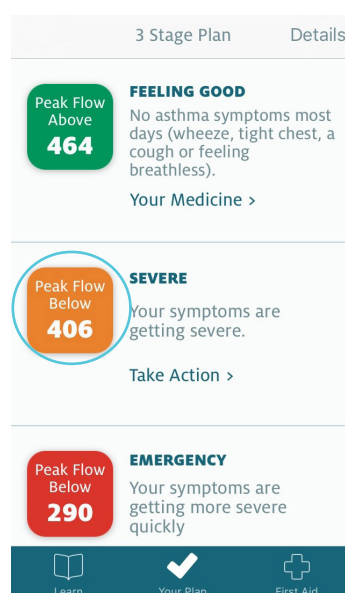 3 Stage Plan Details
Peak Flow
Above
464
FEELING GOOD
No asthma symptoms most
days (wheeze, tight chest, a
cough or feeling
breathless).
Your Medicine >
Peak Flow
Below
406
SEVERE
Your symptoms are
getting severe.
Take Action >
Peak Flow
Below
290
EMERGENCY
Your symptoms are
getting more severe
quickly
Learn Your Plan First Aid